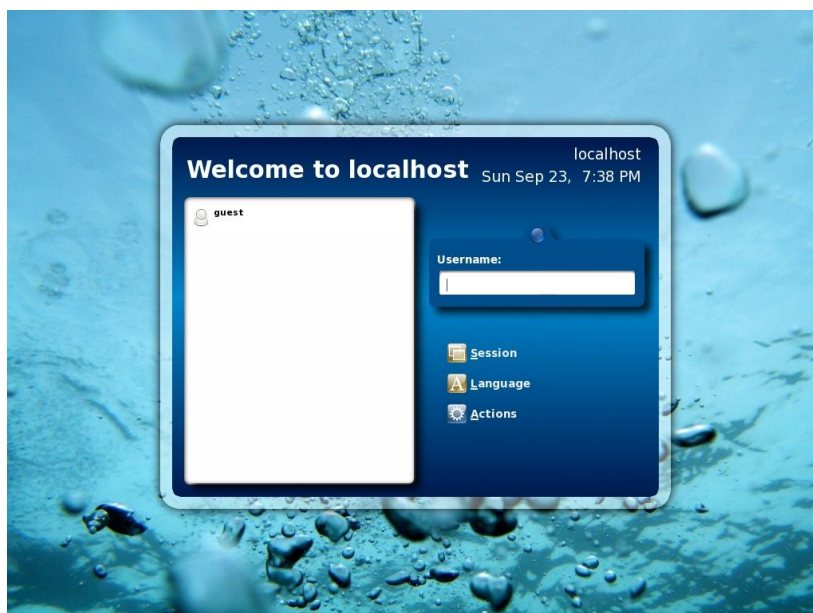 Welcome to localhost
localhost
Sun Sep 23, 7:38 PM
guest
Username:
Session
Language
Actions